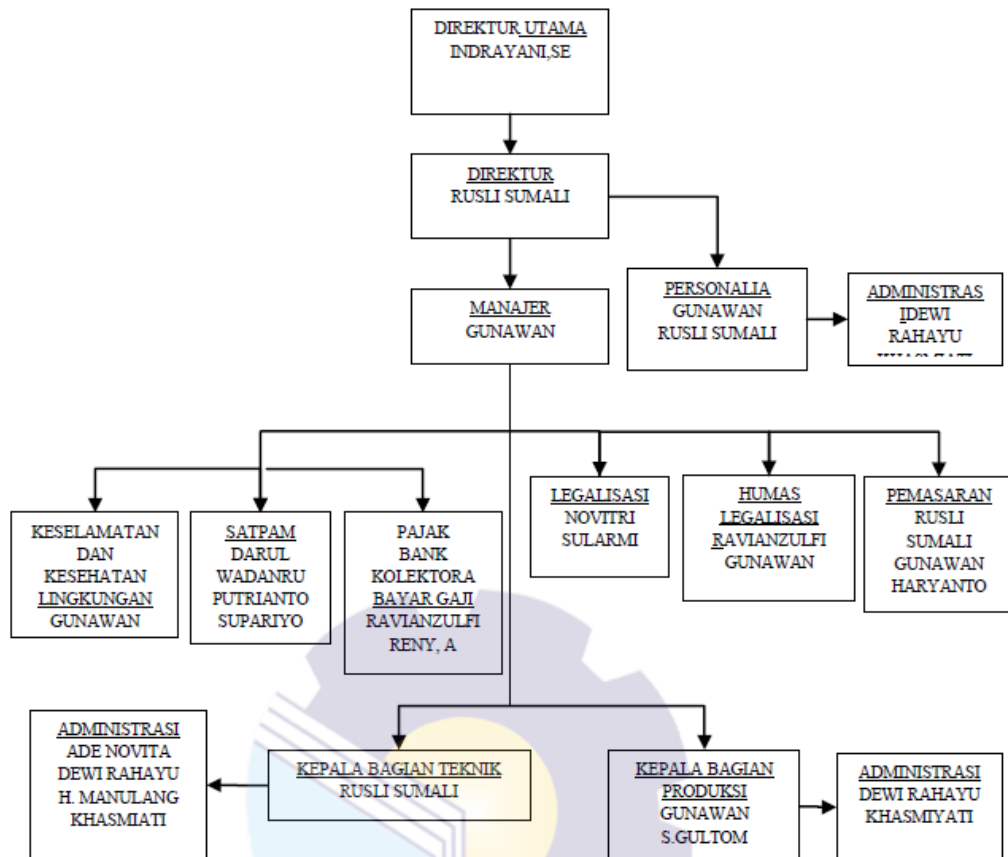 DIREKTUR UTAMA
INDRAYANI,SE
DIREKTUR
RUSLI SUMALI
MANAJER
GUNAWAN
PERSONALIA
GUNAWAN
RUSLI SUMALI
ADMINISTRAS
IDEWI
RAHAYU
KESELAMATAN
DAN
KESEHATAN
LINGKUNGAN
GUNAWAN
SATPAM
DARUL
WADANRU
PUTRIANTO
SUPARIYO
PAJAK
BANK
KOLEKTORA
BAYAR GAJI
RAVIANZULFI
RENY, A
LEGALISASI
NOVITRI
SULARMI
HUMAS
LEGALISASI
RAVIANZULFI
GUNAWAN
PEMASARAN
RUSLI
SUMALI
GUNAWAN
HARYANTO
ADMINISTRASI
ADE NOVITA
DEWI RAHAYU
H. MANULANG
KHASMIATI
KEPALA BAGIAN TEKNIK
RUSLI SUMALI
KEPALA BAGIAN
PRODUKSI
GUNAWAN
S.GULTOM
ADMINISTRASI
DEWI RAHAYU
KHASMIYATI